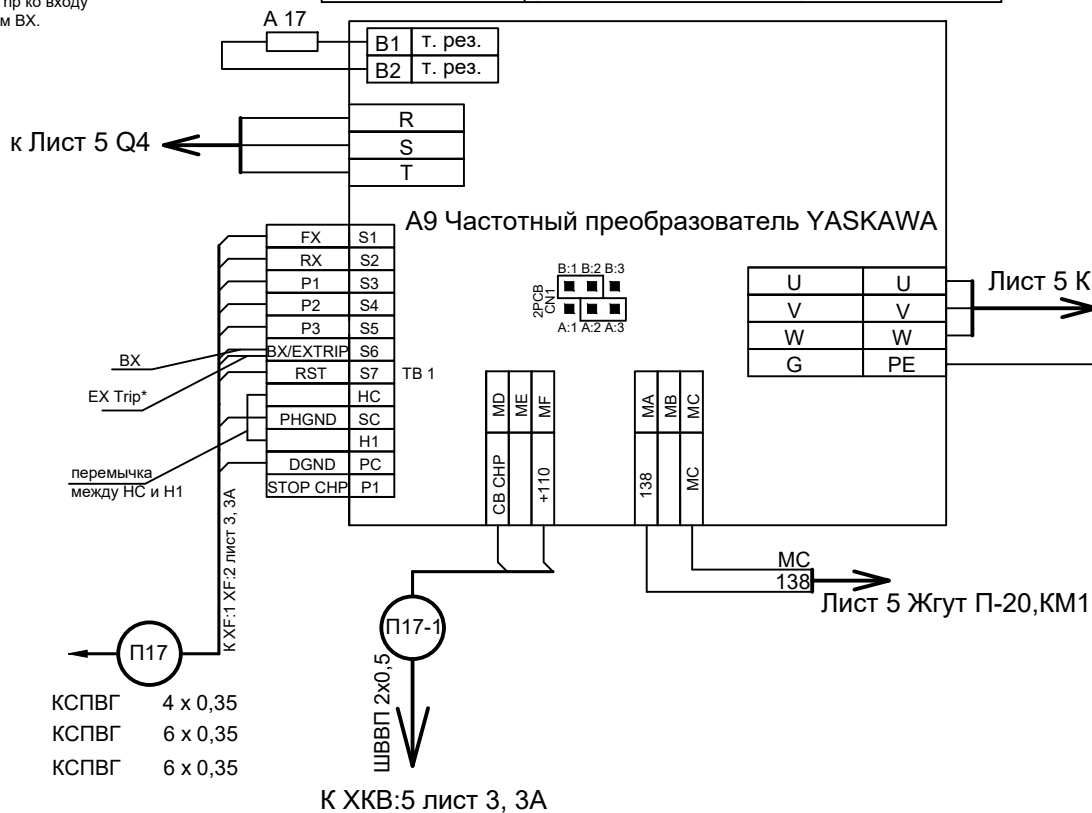 ко входу
м ВХ.
А 17
B1 т. рез.
B2 т. рез.
R
S
T
к Лист 5 Q4
А9 Частотный преобразователь YASKAWA
FX S1
RX S2
P1 S3
P2 S4
P3 S5
BX/EXTRIP S6
RST S7
HC
PHGND SC
H1
DGND PC
STOP CHP P1
TB 1
BX
EX Trip*
перемычка
между НС и Н1
К XF:1 XF:2 лист 3, 3А
2PCB
CN1
B:1 B:2 B:3
A:1 A:2 A:3
U U
V V
W W
G PE
Лист 5 К
MD ME MF
СВ СНР +110
MA MB MC
138 MC
MC
138
Лист 5 Жгут П-20,КМ1
П17
П17-1
КСПВГ 4 х 0,35
КСПВГ 6 х 0,35
КСПВГ 6 х 0,35
ШВВП 2х0,5
К ХКВ:5 лист 3, 3А